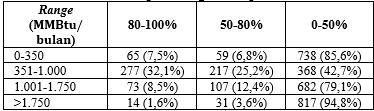 Range (MMBtu/bulan) 80-100% 50-80% 0-50%
0-350 65 (7,5%) 59 (6,8%) 738 (85,6%)
351-1.000 277 (32,1%) 217 (25,2%) 368 (42,7%)
1.001-1.750 73 (8,5%) 107 (12,4%) 682 (79,1%)
>1.750 14 (1,6%) 31 (3,6%) 817 (94,8%)